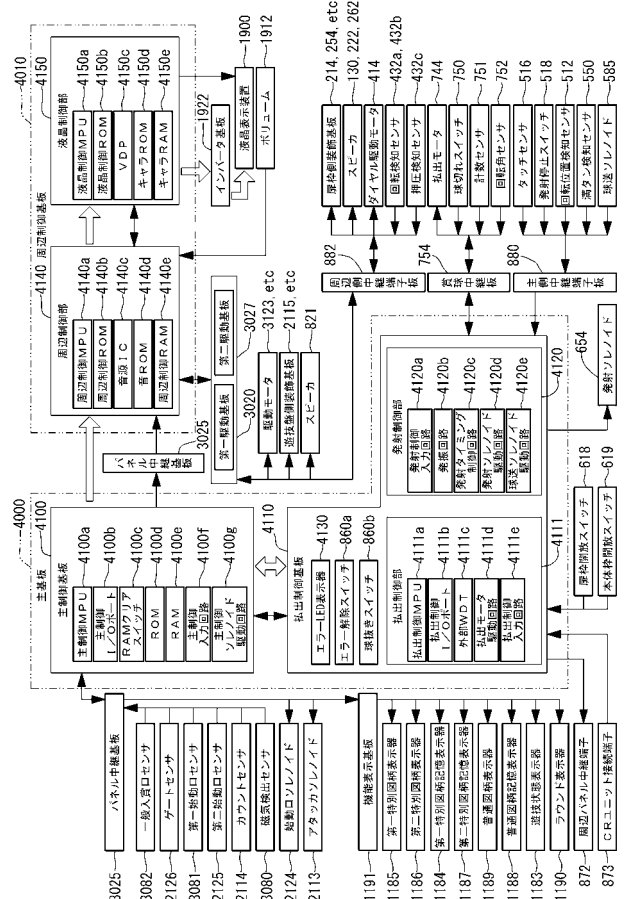 4000
主基板
4100
主制御基板
主制御MPU
4100a
主制御
I/Oポート
4100b
RAMクリア
スイッチ
4100c
ROM
4100d
RAM
4100e
主制御
入力回路
4100f
主制御
ソレノイド
駆動回路
4100g
4110
払出制御基板
エラーLED表示器
4130
エラー解除スイッチ
860a
球抜きスイッチ
860b
払出制御部
4111
払出制御MPU
4111a
払出制御
I/Oポート
4111b
外部WDT
4111c
払出モータ
駆動回路
4111d
払出制御
入力回路
4111e
発射制御部
4120
発射制御
入力回路
4120a
発振回路
4120b
発射タイミング
制御回路
4120c
発射ソレノイド
駆動回路
4120d
球送ソレノイド
駆動回路
4120e
4010
周辺制御基板
4140
周辺制御部
周辺制御MPU
4140a
周辺制御ROM
4140b
音源IC
4140c
音ROM
4140d
周辺制御RAM
4140e
4150
液晶制御部
液晶制御MPU
4150a
液晶制御ROM
4150b
VDP
4150c
キャラROM
4150d
キャラRAM
4150e
1922
インバータ基板
液晶表示装置
1900
ボリューム
1912
パネル中継基板
3025
第一駆動基板
3020
第二駆動基板
3027
駆動モータ
3123, etc
遊技盤側装飾基板
2115, etc
スピーカ
821
周辺側中継端子板
882
賞球中継板
754
主側中継端子板
880
扉枠側装飾基板
214, 254, etc
スピーカ
130, 222, 262
ダイヤル駆動モータ
414
回転検知センサ
432a, 432b
押圧検知センサ
432c
払出モータ
744
球切れスイッチ
750
計数センサ
751
回転角センサ
752
タッチセンサ
516
発射停止スイッチ
518
回転位置検知センサ
512
満タン検知センサ
550
球送ソレノイド
585
発射ソレノイド
654
扉枠開放スイッチ
618
本体枠開放スイッチ
619
3025
パネル中継基板
3082
一般入賞口センサ
2126
ゲートセンサ
3081
第一始動口センサ
2125
第二始動口センサ
2114
カウントセンサ
3080
磁気検出センサ
2124
始動口ソレノイド
2113
アタッカソレノイド
1191
機能表示基板
1185
第一特別図柄表示器
1186
第二特別図柄表示器
1184
第一特別図柄記憶表示器
1187
第二特別図柄記憶表示器
1189
普通図柄表示器
1188
普通図柄記憶表示器
1183
遊技状態表示器
1190
ラウンド表示器
872
周辺パネル中継端子
873
CRユニット接続端子